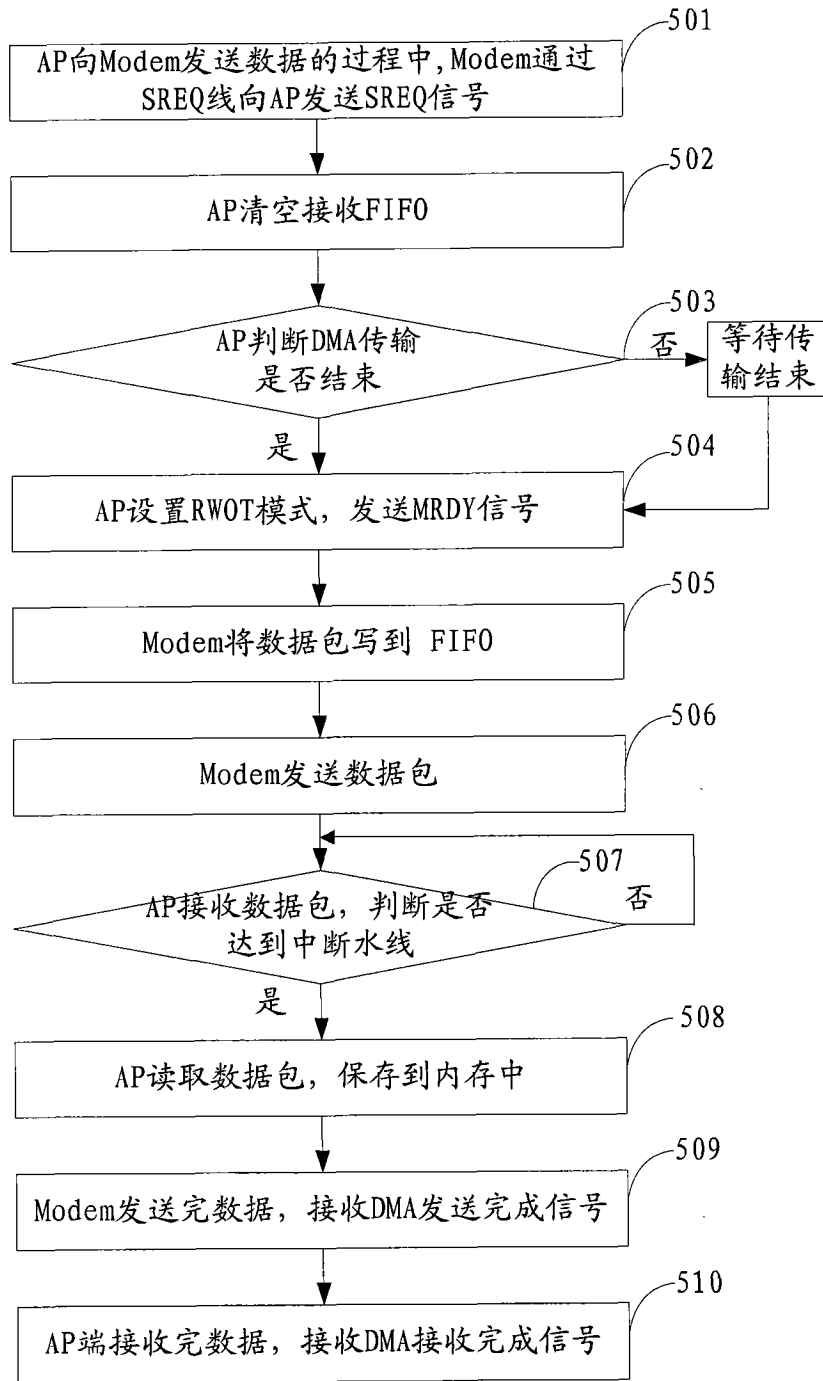 501
AP向Modem发送数据的过程中,Modem通过
SREQ线向AP发送SREQ信号
502
AP清空接收FIFO
503
AP判断DMA传输
是否结束
否
等待传
输结束
是
504
AP设置RWOT模式，发送MRDY信号
505
Modem将数据包写到 FIFO
506
Modem发送数据包
507
AP接收数据包，判断是否
达到中断水线
否
是
508
AP读取数据包，保存到内存中
509
Modem发送完数据，接收DMA发送完成信号
510
AP端接收完数据，接收DMA接收完成信号